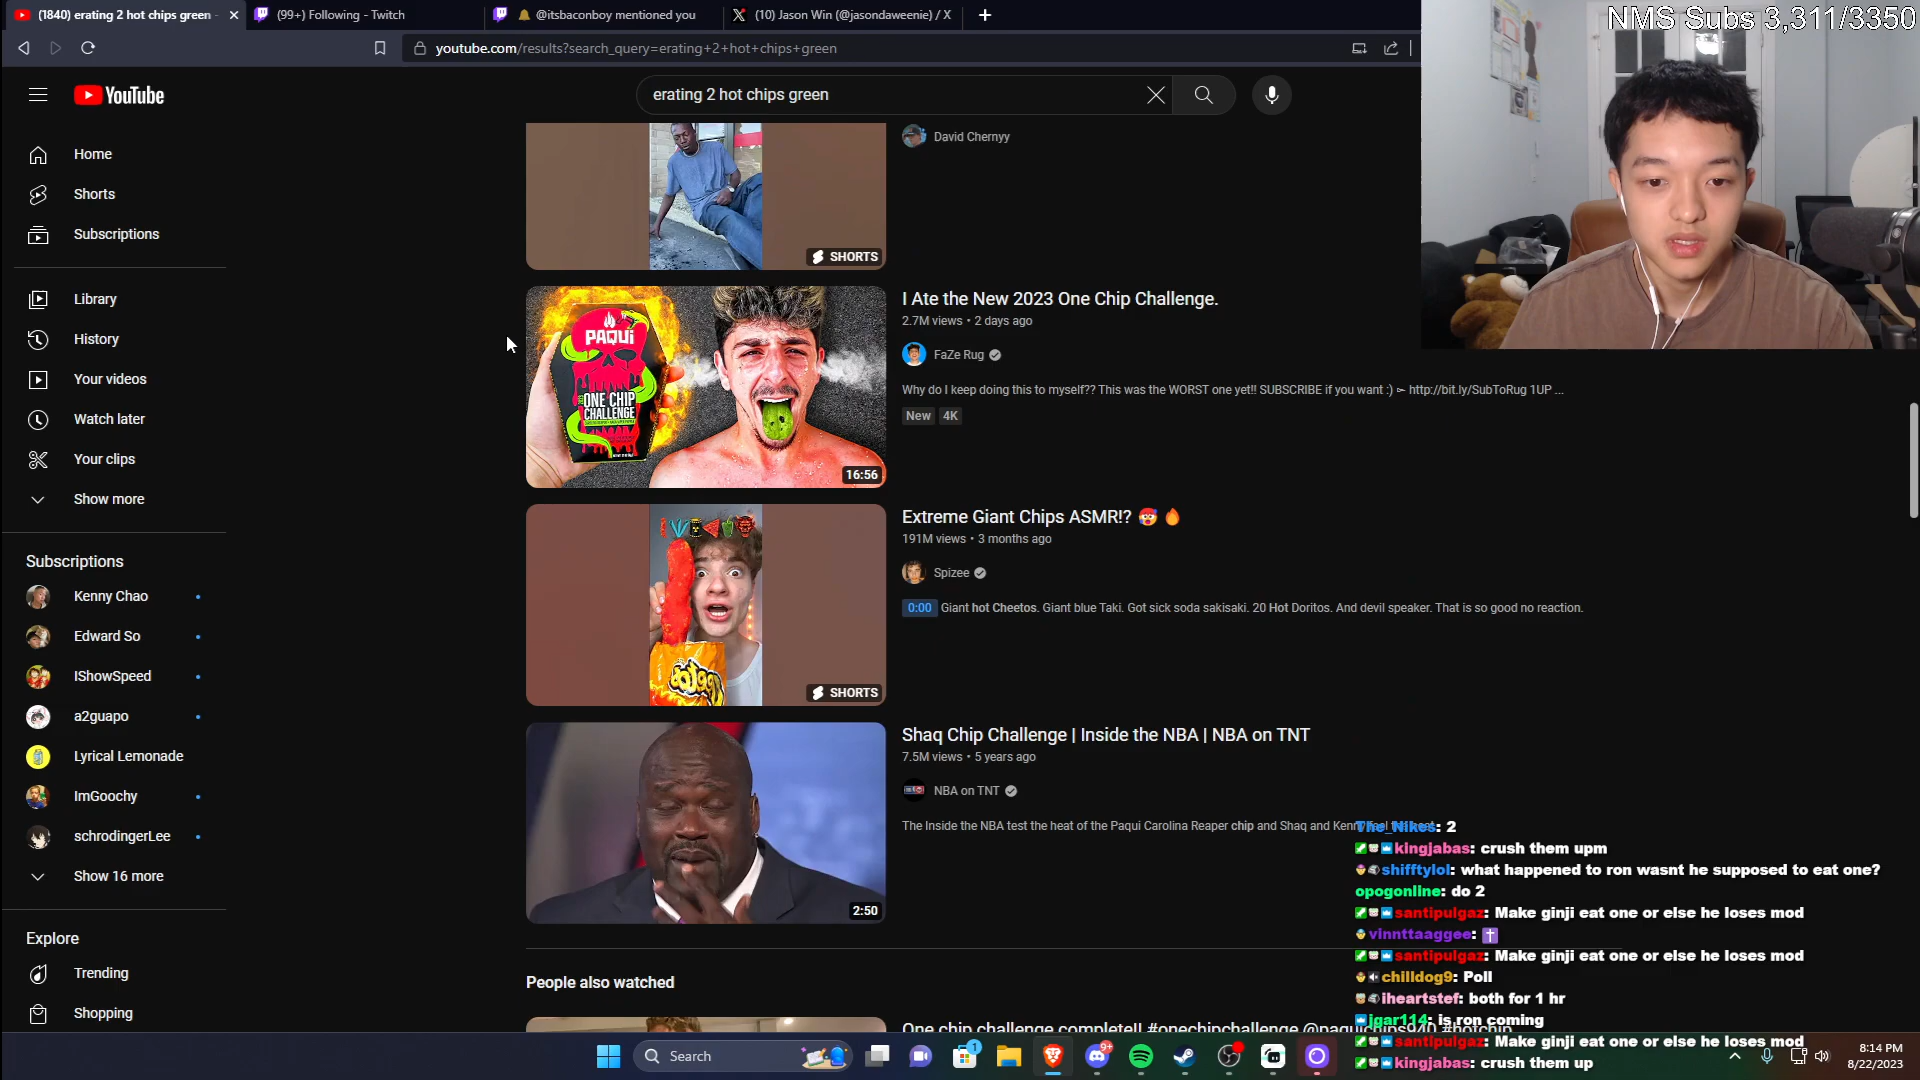 (1840) erating 2 hot chips green
(99+) Following - Twitch
@itsbaconboy mentioned you
(10) Jason Win (@jasondaweenie) / X
NMS Subs 3,311/3350
youtube.com/results?search_query=erating+2+hot+chips+green
YouTube
erating 2 hot chips green
Home
Shorts
Subscriptions
Library
History
Your videos
Watch later
Your clips
Show more
Subscriptions
Kenny Chao
Edward So
IShowSpeed
a2guapo
Lyrical Lemonade
ImGoochy
schrodingerLee
Show 16 more
Explore
Trending
Shopping
David Chernyy
SHORTS
PAQUI
ONE CHIP
CHALLENGE
16:56
I Ate the New 2023 One Chip Challenge.
2.7M views • 2 days ago
FaZe Rug
Why do I keep doing this to myself?? This was the WORST one yet!! SUBSCRIBE if you want :) ► http://bit.ly/SubToRug 1UP ...
New 4K
SHORTS
Extreme Giant Chips ASMR!?
191M views • 3 months ago
Spizee
0:00 Giant hot Cheetos. Giant blue Taki. Got sick soda sakisaki. 20 Hot Doritos. And devil speaker. That is so good no reaction.
2:50
Shaq Chip Challenge | Inside the NBA | NBA on TNT
7.5M views • 5 years ago
NBA on TNT
The Inside the NBA test the heat of the Paqui Carolina Reaper chip and Shaq and Kenny
People also watched
One chip challenge complete!! #onechipchallenge @paquichips940 #hotchip
The_Nikes: 2
kingjabas: crush them upm
shifftylol: what happened to ron wasnt he supposed to eat one?
opogonline: do 2
santipulgaz: Make ginji eat one or else he loses mod
vinnttaaggee:
santipulgaz: Make ginji eat one or else he loses mod
chilldog9: Poll
iheartstef: both for 1 hr
jgar114: is ron coming
santipulgaz: Make ginji eat one or else he loses mod
kingjabas: crush them up
Search
1
9+
8:14 PM
8/22/2023